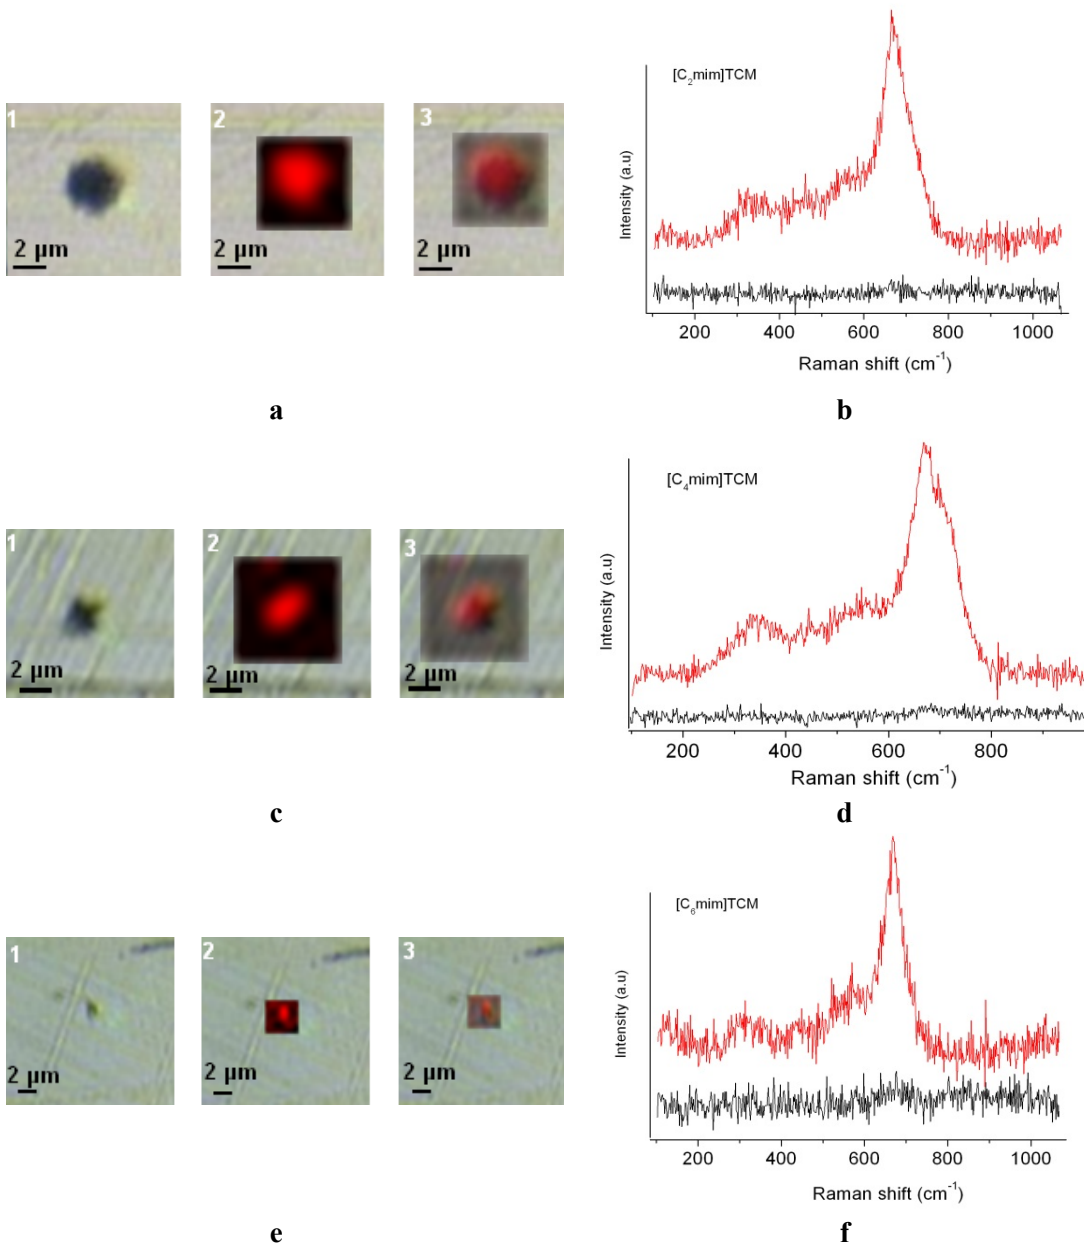 1 2 3
2 µm 2 µm 2 µm
a
[C2mim]TCM
Intensity (a.u)
200 400 600 800 1000
Raman shift (cm-1)
b
1 2 3
2 µm 2 µm 2 µm
c
[C4mim]TCM
Intensity (a.u)
200 400 600 800
Raman shift (cm-1)
d
1 2 3
2 µm 2 µm 2 µm
e
[C6mim]TCM
Intensity (a.u)
200 400 600 800 1000
Raman shift (cm-1)
f